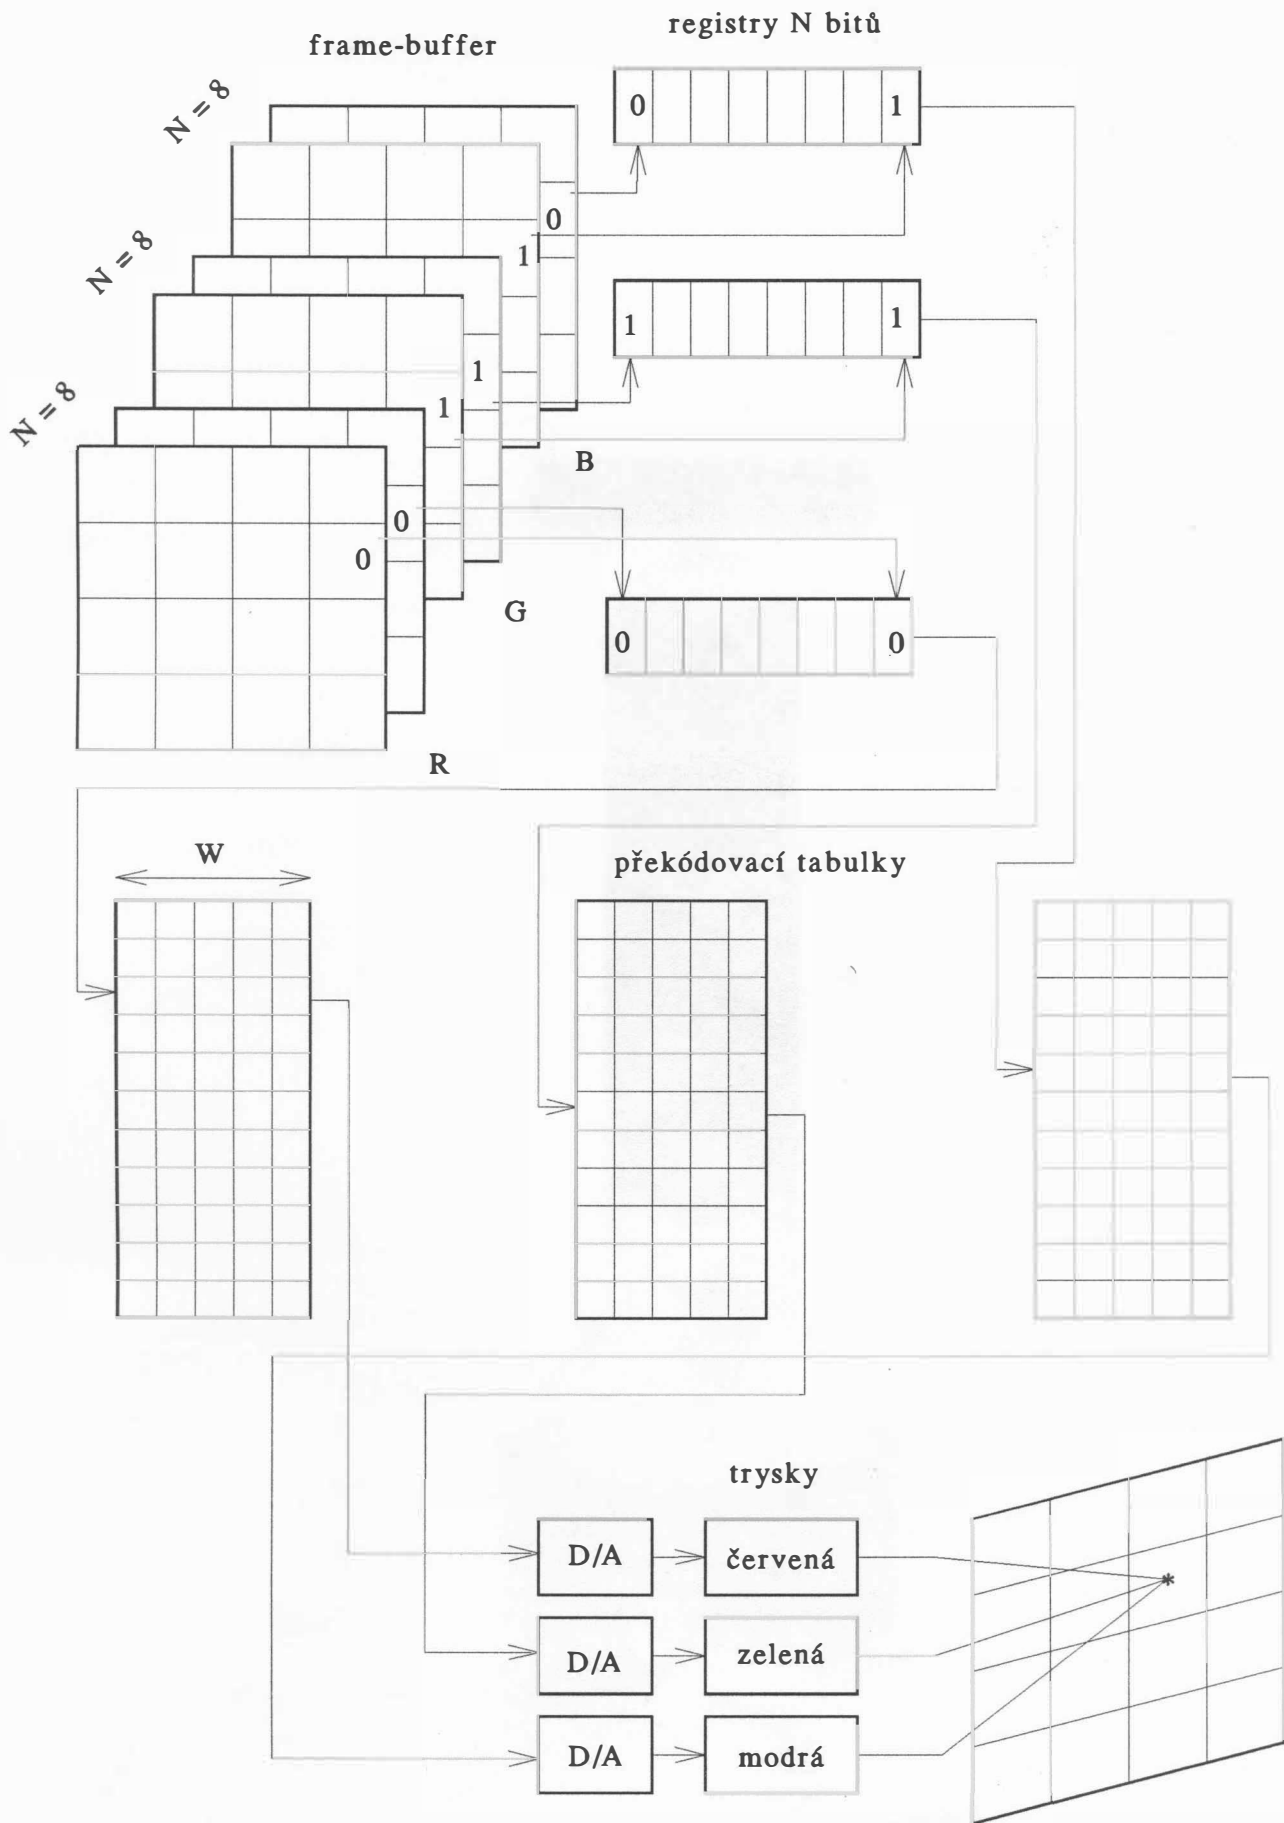 registry N bitů
frame-buffer
N = 8
0 1
0
1
N = 8
1 1
1
1
N = 8
B
0
0
G
0 0
R
W
překódovací tabulky
trysky
D/A
červená
*
D/A
zelená
D/A
modrá